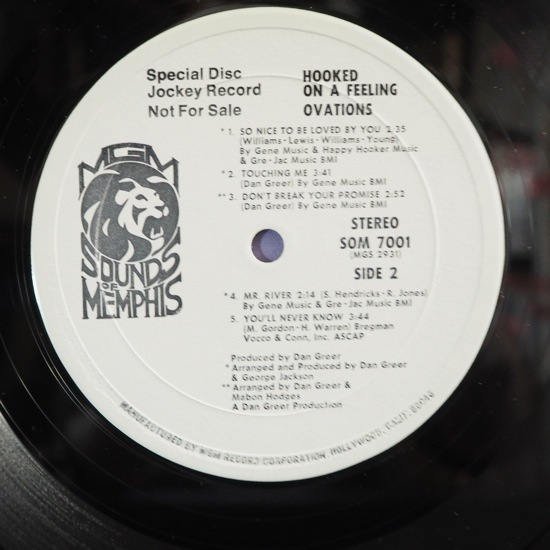 Special Disc
Jockey Record
Not For Sale
HOOKED
ON A FEELING
OVATIONS
MGM
SOUNDS
OF
MEMPHIS
* 1. SO NICE TO BE LOVED BY YOU 2:35
(Williams-Lewis-Williams-Young)
By Gene Music & Happy Hooker Music
& Gre-Jac Music BMI
* 2. TOUCHING ME 3:41
(Dan Greer) By Gene Music BMI
** 3. DON'T BREAK YOUR PROMISE 2:52
(Dan Greer) By Gene Music BMI
STEREO
SOM 7001
(MGS 2931)
SIDE 2
* 4. MR. RIVER 2:14 (S. Hendricks-R. Jones)
By Gene Music & Gre-Jac Music BMI
5. YOU'LL NEVER KNOW 3:44
(M. Gordon-H. Warren) Bregman
Vocco & Conn, Inc. ASCAP
Produced by Dan Greer
* Arranged and Produced by Dan Greer
& George Jackson
** Arranged by Dan Greer &
Mabon Hodges
A Dan Greer Production
MANUFACTURED BY MGM RECORD CORPORATION, HOLLYWOOD, CALIF. 90046